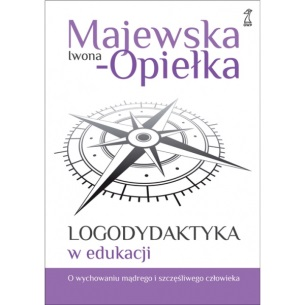 Majewska
Iwona
-Opiełka
LOGODYDAKTYKA
w edukacji
O wychowaniu mądrego i szczęśliwego człowieka